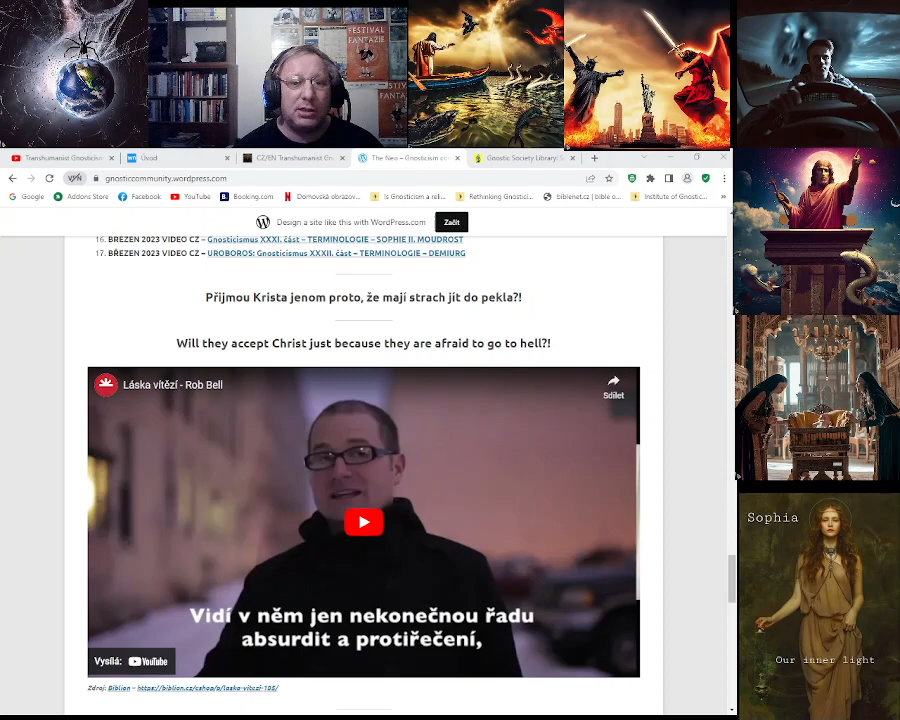 FESTIVAL
FANTAZIE
Transhumanist Gnosticism
Úvod
CZ/EN Transhumanist Gn
The Neo – Gnosticism co
Gnostic Society Library: S
VPN
gnosticcommunity.wordpress.com
Google
Addons Store
Facebook
YouTube
Booking.com
Domovská obrazov...
Is Gnosticism a reli...
Rethinking Gnostici...
biblenet.cz | bible o...
Institute of Gnostic...
Design a site like this with WordPress.com
Začít
16. BŘEZEN 2023 VIDEO CZ – Gnosticismus XXXI. část – TERMINOLOGIE – SOPHIE II. MOUDROST
17. BŘEZEN 2023 VIDEO CZ – UROBOROS: Gnosticismus XXXII. část – TERMINOLOGIE – DEMIURG
Přijmou Krista jenom proto, že mají strach jít do pekla?!
Will they accept Christ just because they are afraid to go to hell?!
Láska vítězí - Rob Bell
Sdílet
Vidí v něm jen nekonečnou řadu
absurdit a protiřečení,
Vysílá: YouTube
Zdroj: Biblion – https://biblion.cz/eshop/a/laska-vitezi-105/
Sophia
Our inner light